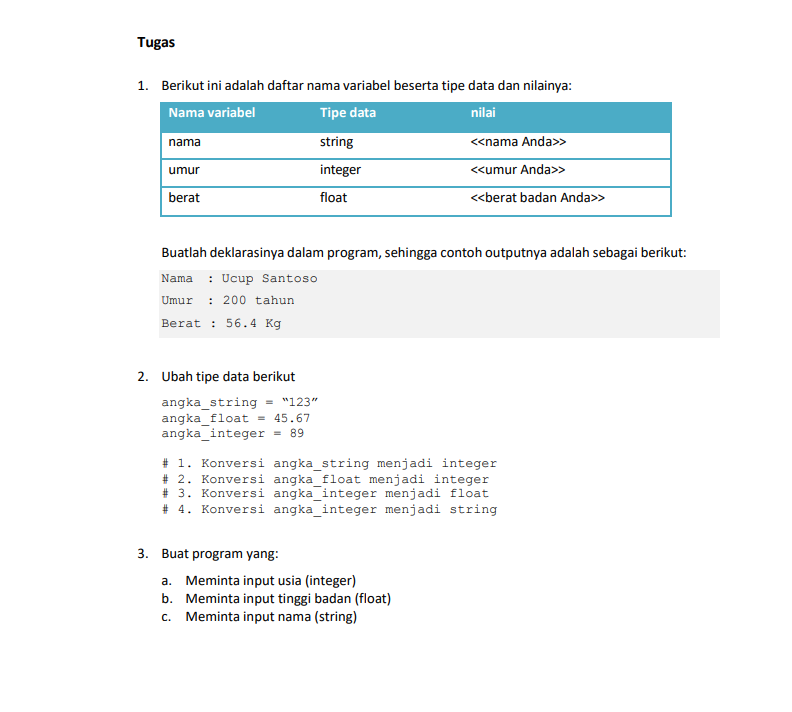 Tugas
1. Berikut ini adalah daftar nama variabel beserta tipe data dan nilainya:
Nama variabel Tipe data nilai
nama string <<nama Anda>>
umur integer <<umur Anda>>
berat float <<berat badan Anda>>
Buatlah deklarasinya dalam program, sehingga contoh outputnya adalah sebagai berikut:
Nama : Ucup Santoso
Umur : 200 tahun
Berat : 56.4 Kg
2. Ubah tipe data berikut
angka_string = “123”
angka_float = 45.67
angka_integer = 89
# 1. Konversi angka_string menjadi integer
# 2. Konversi angka_float menjadi integer
# 3. Konversi angka_integer menjadi float
# 4. Konversi angka_integer menjadi string
3. Buat program yang:
a. Meminta input usia (integer)
b. Meminta input tinggi badan (float)
c. Meminta input nama (string)